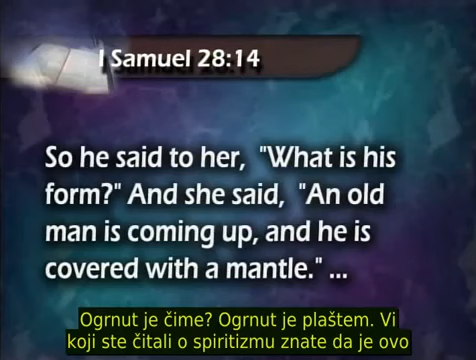 I Samuel 28:14
So he said to her, "What is his
form?" And she said, "An old
man is coming up, and he is
covered with a mantle." ...
Ogrnut je čime? Ogrnut je plaštem. Vi
koji ste čitali o spiritizmu znate da je ovo